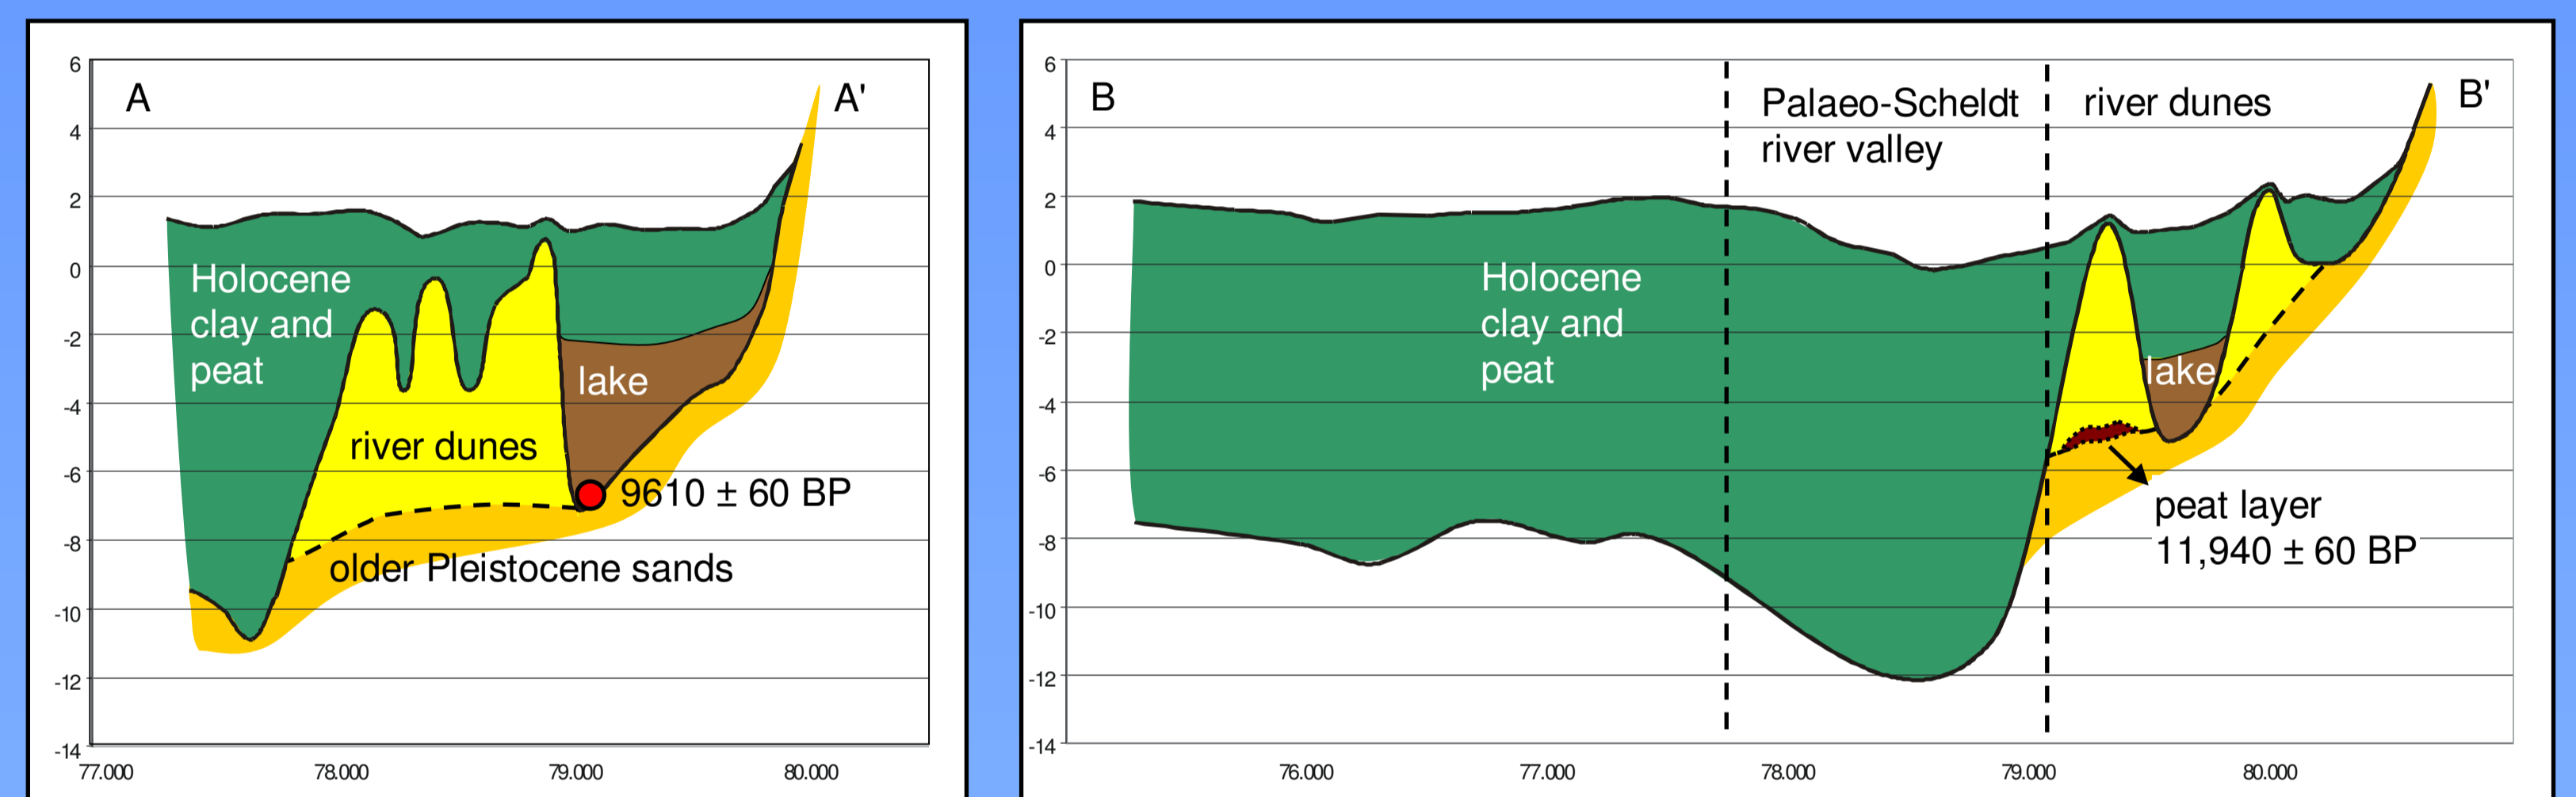 A
A'
6
4
2
0
-2
-4
-6
-8
-10
-12
-14
Holocene
clay and
peat
river dunes
lake
9610 ± 60 BP
older Pleistocene sands
77.000
78.000
79.000
80.000
B
Palaeo-Scheldt
river valley
river dunes
B'
6
4
2
0
-2
-4
-6
-8
-10
-12
-14
Holocene
clay and
peat
lake
peat layer
11,940 ± 60 BP
76.000
77.000
78.000
79.000
80.000